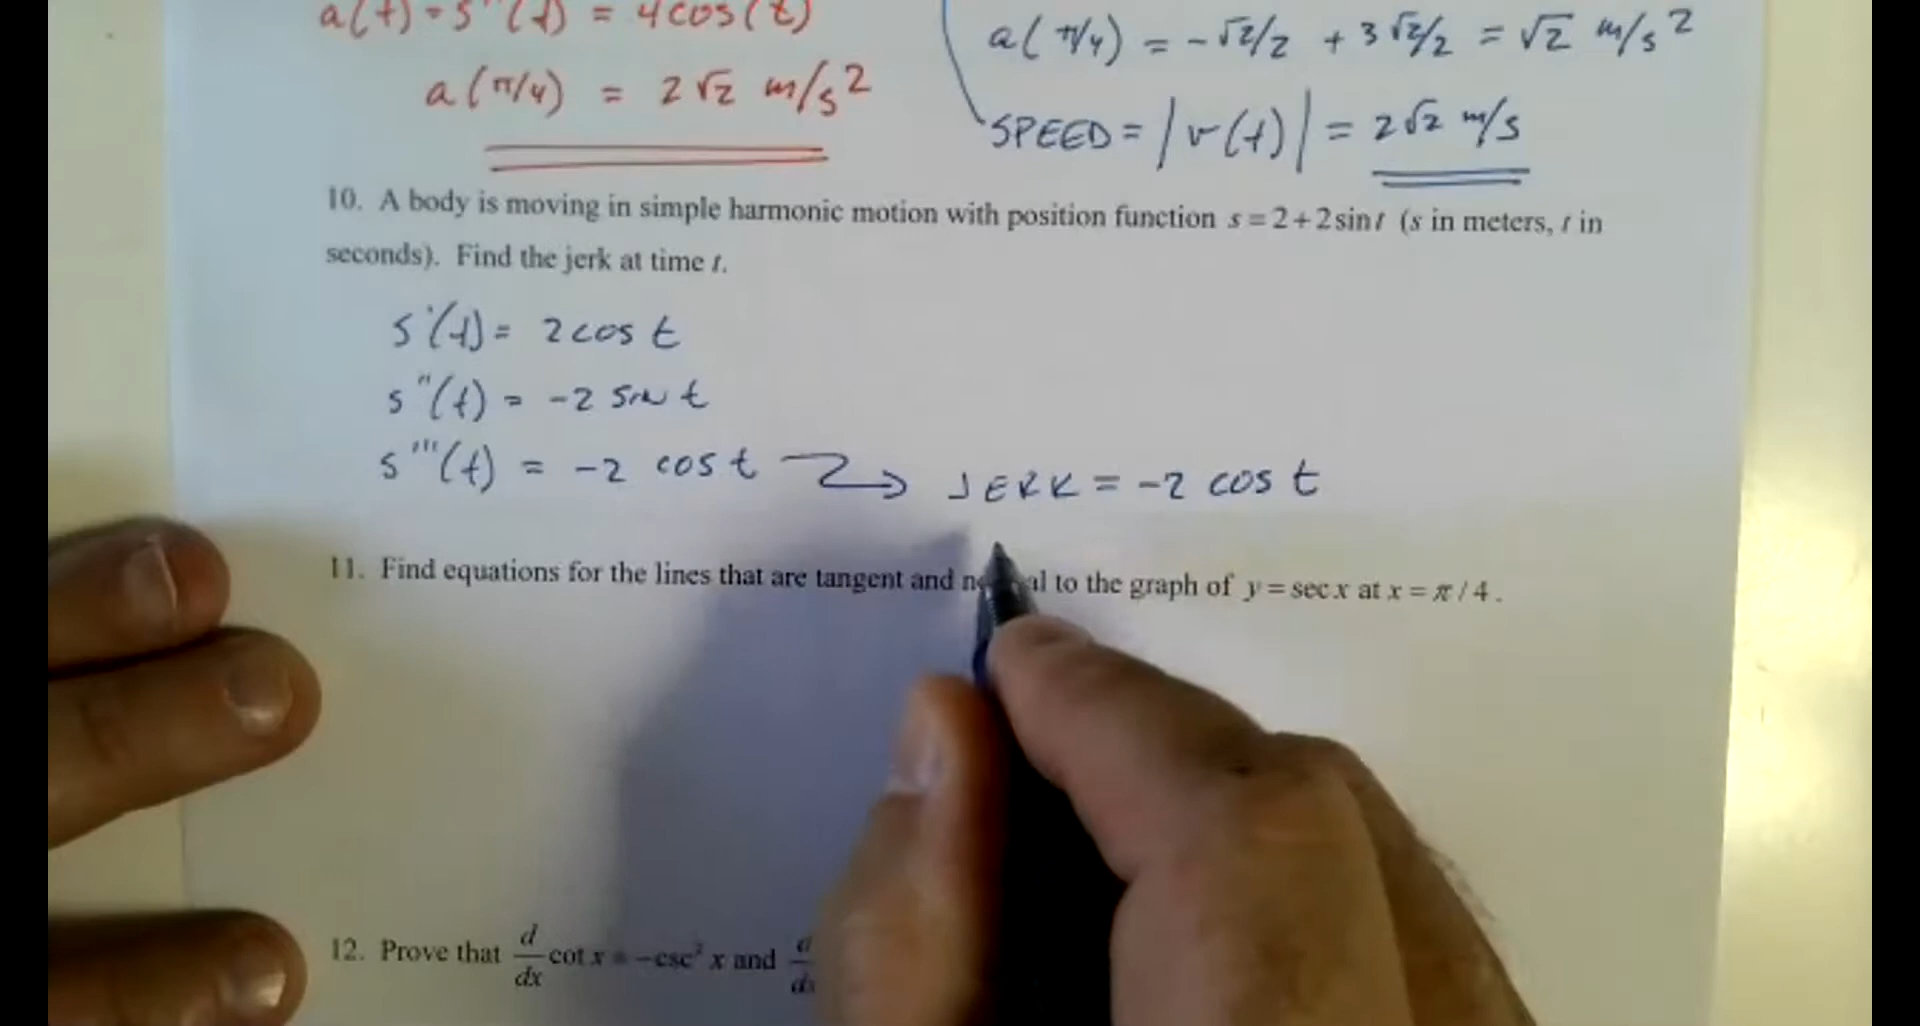 a(t) = s''(t) = 4cos(t)
a(π/4) = 2√2 m/s2
a(π/4) = -√2/2 + 3√2/2 = √2 m/s2
SPEED = |v(t)| = 2√2 m/s
10. A body is moving in simple harmonic motion with position function s = 2 + 2 sin t (s in meters, t in
seconds). Find the jerk at time t.
s'(t) = 2 cos t
s''(t) = -2 sin t
s'''(t) = -2 cos t → JERK = -2 cos t
11. Find equations for the lines that are tangent and al to the graph of y = sec x at x = π / 4.
12. Prove that d/dx cot x = -csc² x and